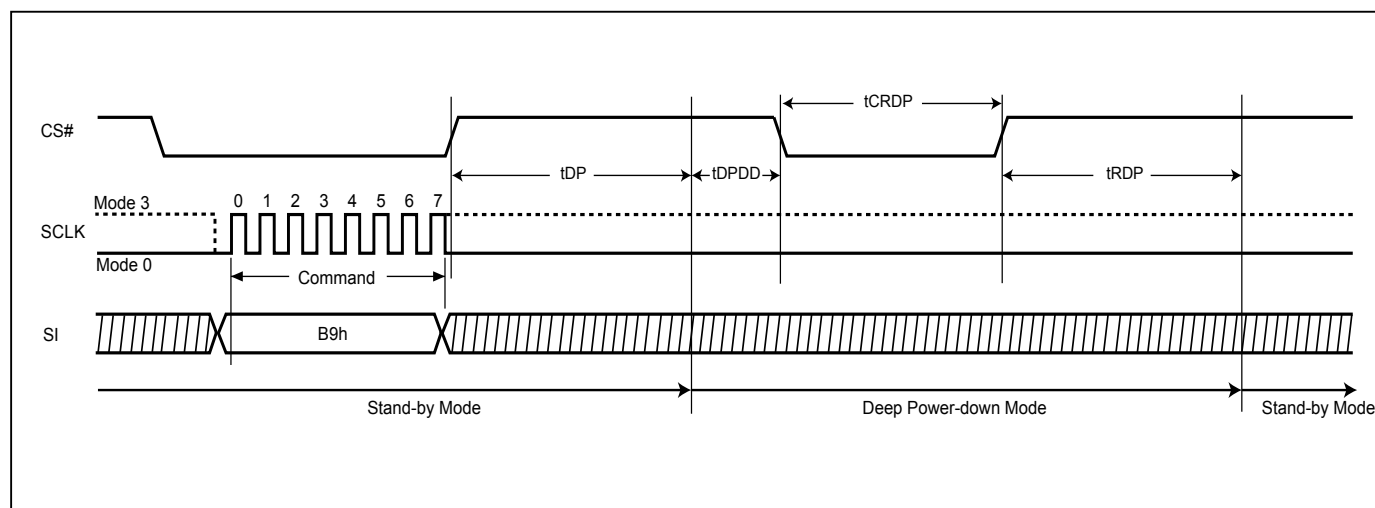 tCRDP
CS#
tDP
tDPDD
tRDP
Mode 3
0 1 2 3 4 5 6 7
SCLK
Mode 0
Command
SI
B9h
Stand-by Mode
Deep Power-down Mode
Stand-by Mode